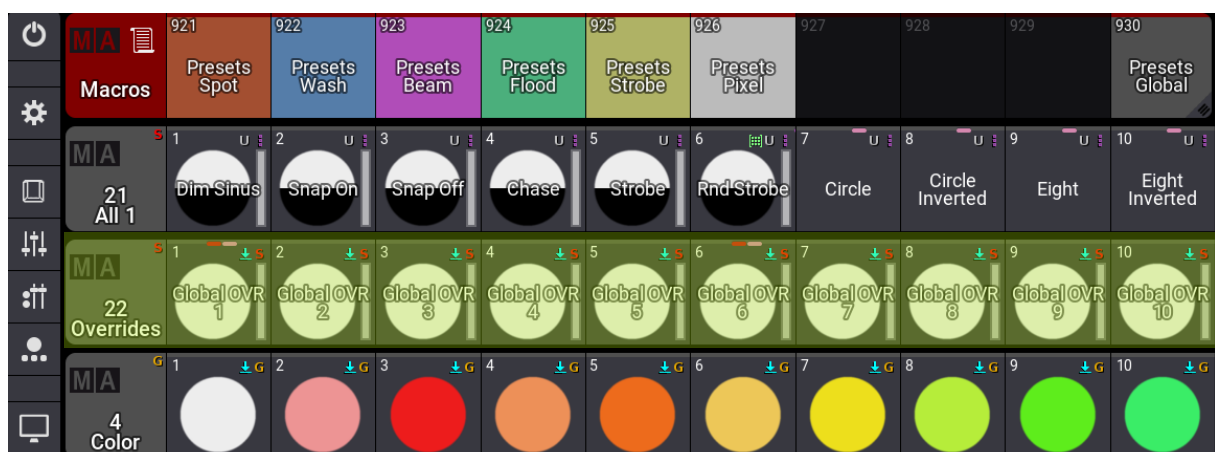 MA
Macros
921
Presets
Spot
922
Presets
Wash
923
Presets
Beam
924
Presets
Flood
925
Presets
Strobe
926
Presets
Pixel
927
928
929
930
Presets
Global
MA
S
21
All 1
1 U
Dim Sinus
2 U
Snap On
3 U
Snap Off
4 U
Chase
5 U
Strobe
6 U
Rnd Strobe
7 U
Circle
8 U
Circle
Inverted
9 U
Eight
10 U
Eight
Inverted
MA
S
22
Overrides
1 S
Global OVR
1
2 S
Global OVR
2
3 S
Global OVR
3
4 S
Global OVR
4
5 S
Global OVR
5
6 S
Global OVR
6
7 S
Global OVR
7
8 S
Global OVR
8
9 S
Global OVR
9
10 S
Global OVR
10
MA
G
4
Color
1 G
2 G
3 G
4 G
5 G
6 G
7 G
8 G
9 G
10 G